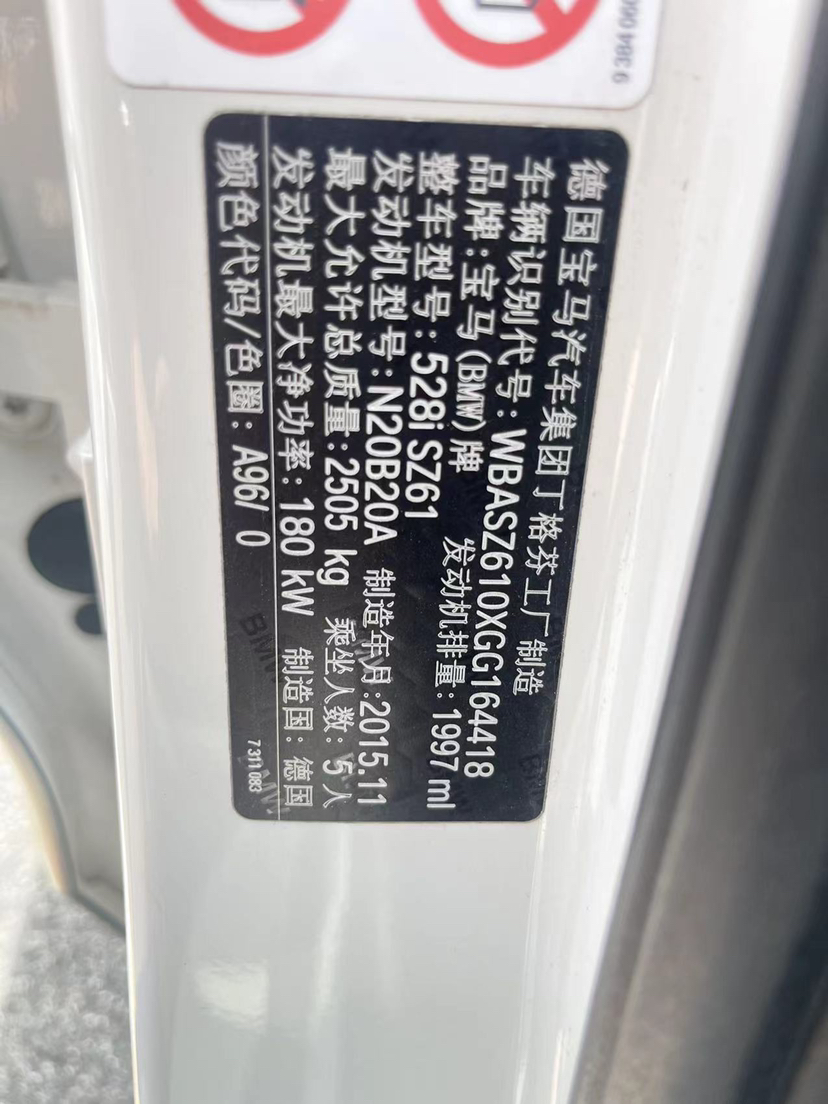 德国宝马汽车集团丁格芬工厂制造
车辆识别代号:WBASZ610XGG164418
品牌:宝马(BMW)牌 发动机排量:1997 ml
整车型号:528i SZ61
发动机型号:N20B20A 制造年月:2015.11
最大允许总质量:2505 kg 乘坐人数:5人
发动机最大净功率:180 kW 制造国:德国
颜色代码/色圈:A96/ 0
7311083